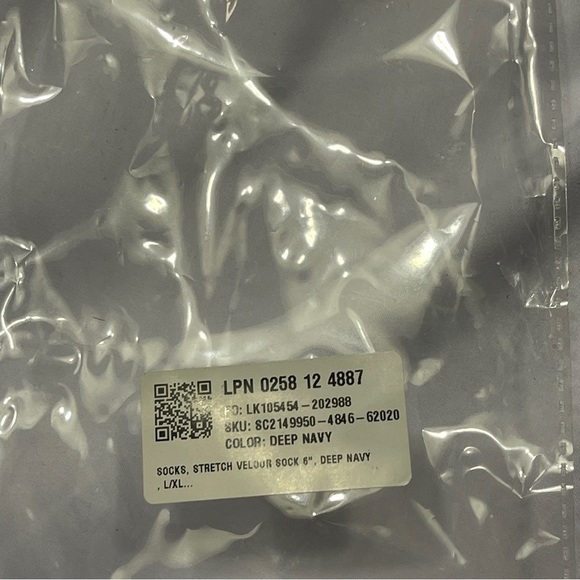 LPN 0258 12 4887
PO: LK105454-202988
SKU: SC2149950-4846-62020
COLOR: DEEP NAVY
SOCKS, STRETCH VELOUR SOCK 6", DEEP NAVY
, L/XL...